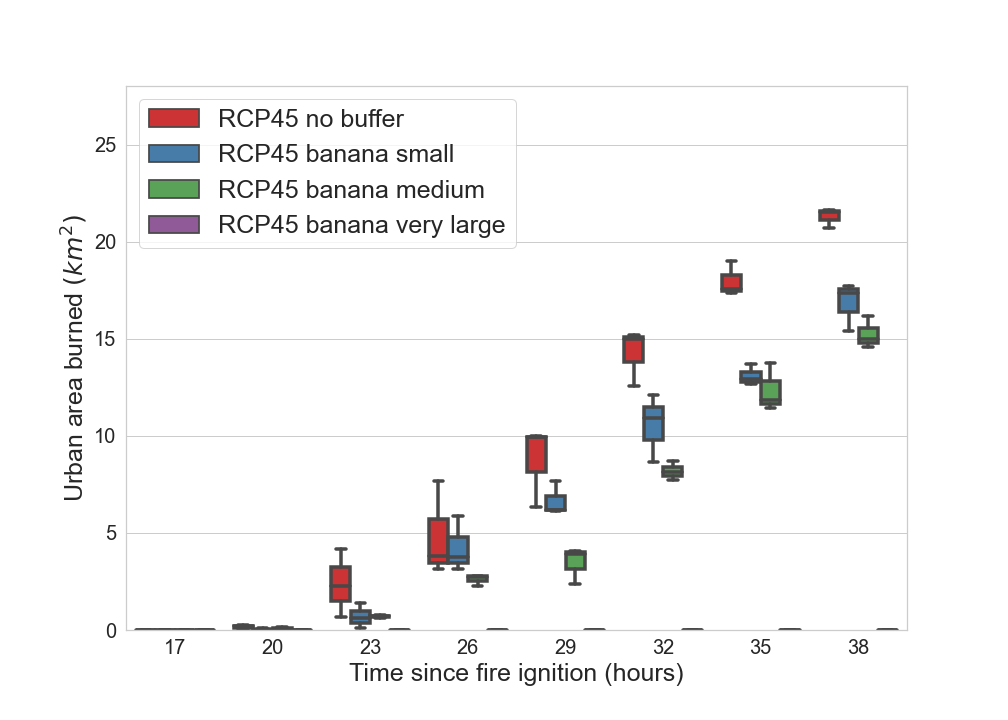 RCP45 no buffer
RCP45 banana small
RCP45 banana medium
RCP45 banana very large
Urban area burned (km²)
25
20
15
10
5
0
17 20 23 26 29 32 35 38
Time since fire ignition (hours)